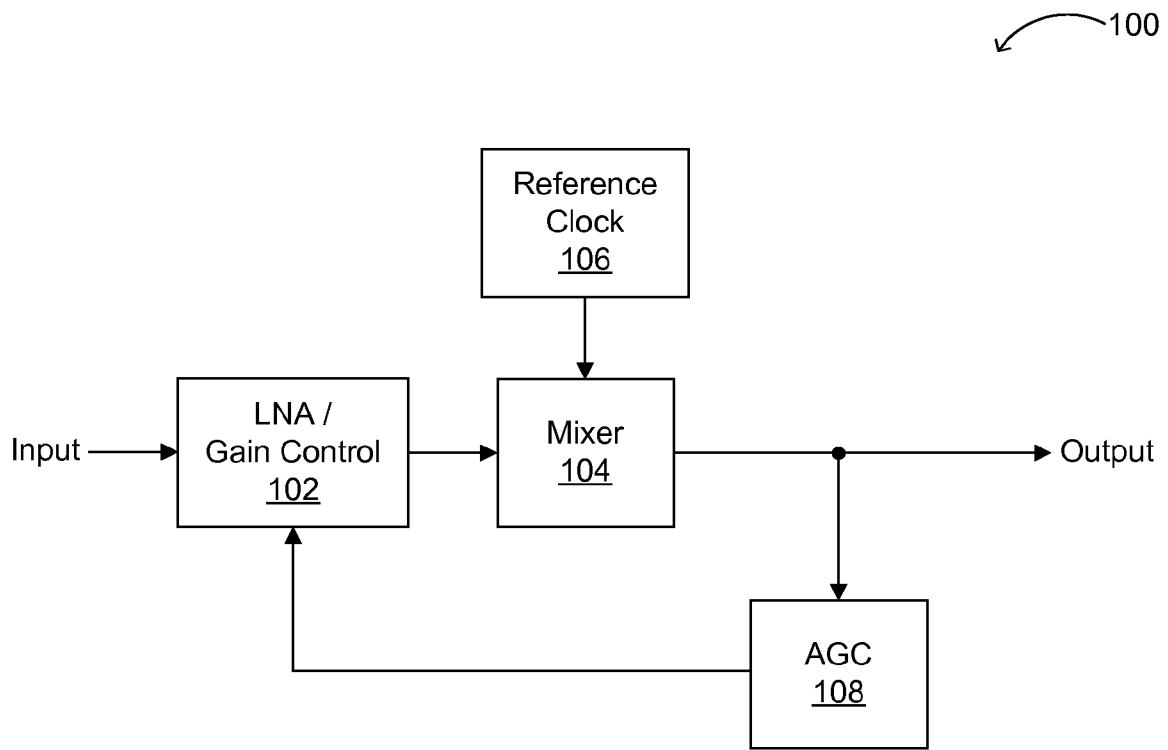 100
Reference
Clock
106
LNA /
Gain Control
102
Input
Mixer
104
Output
AGC
108